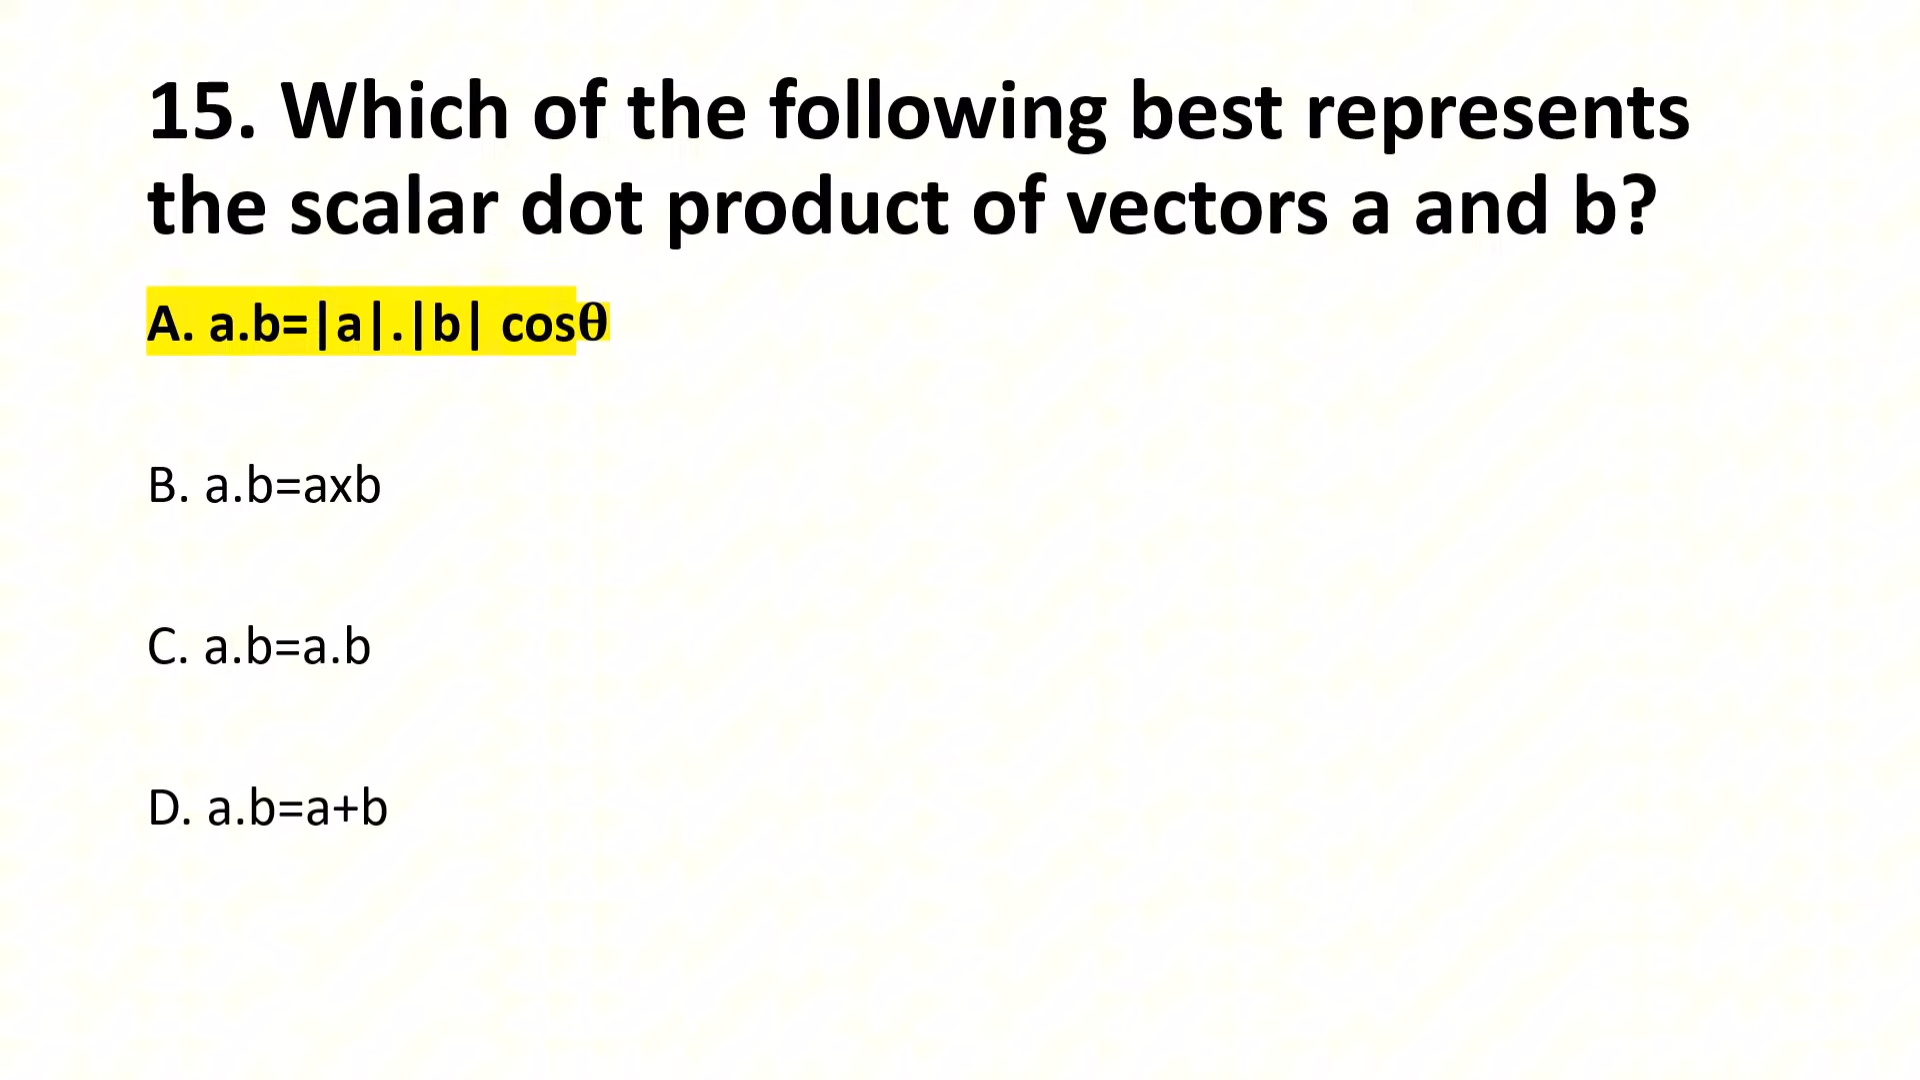 15. Which of the following best represents
the scalar dot product of vectors a and b?
A. a.b=|a|.|b| cosθ
B. a.b=axb
C. a.b=a.b
D. a.b=a+b